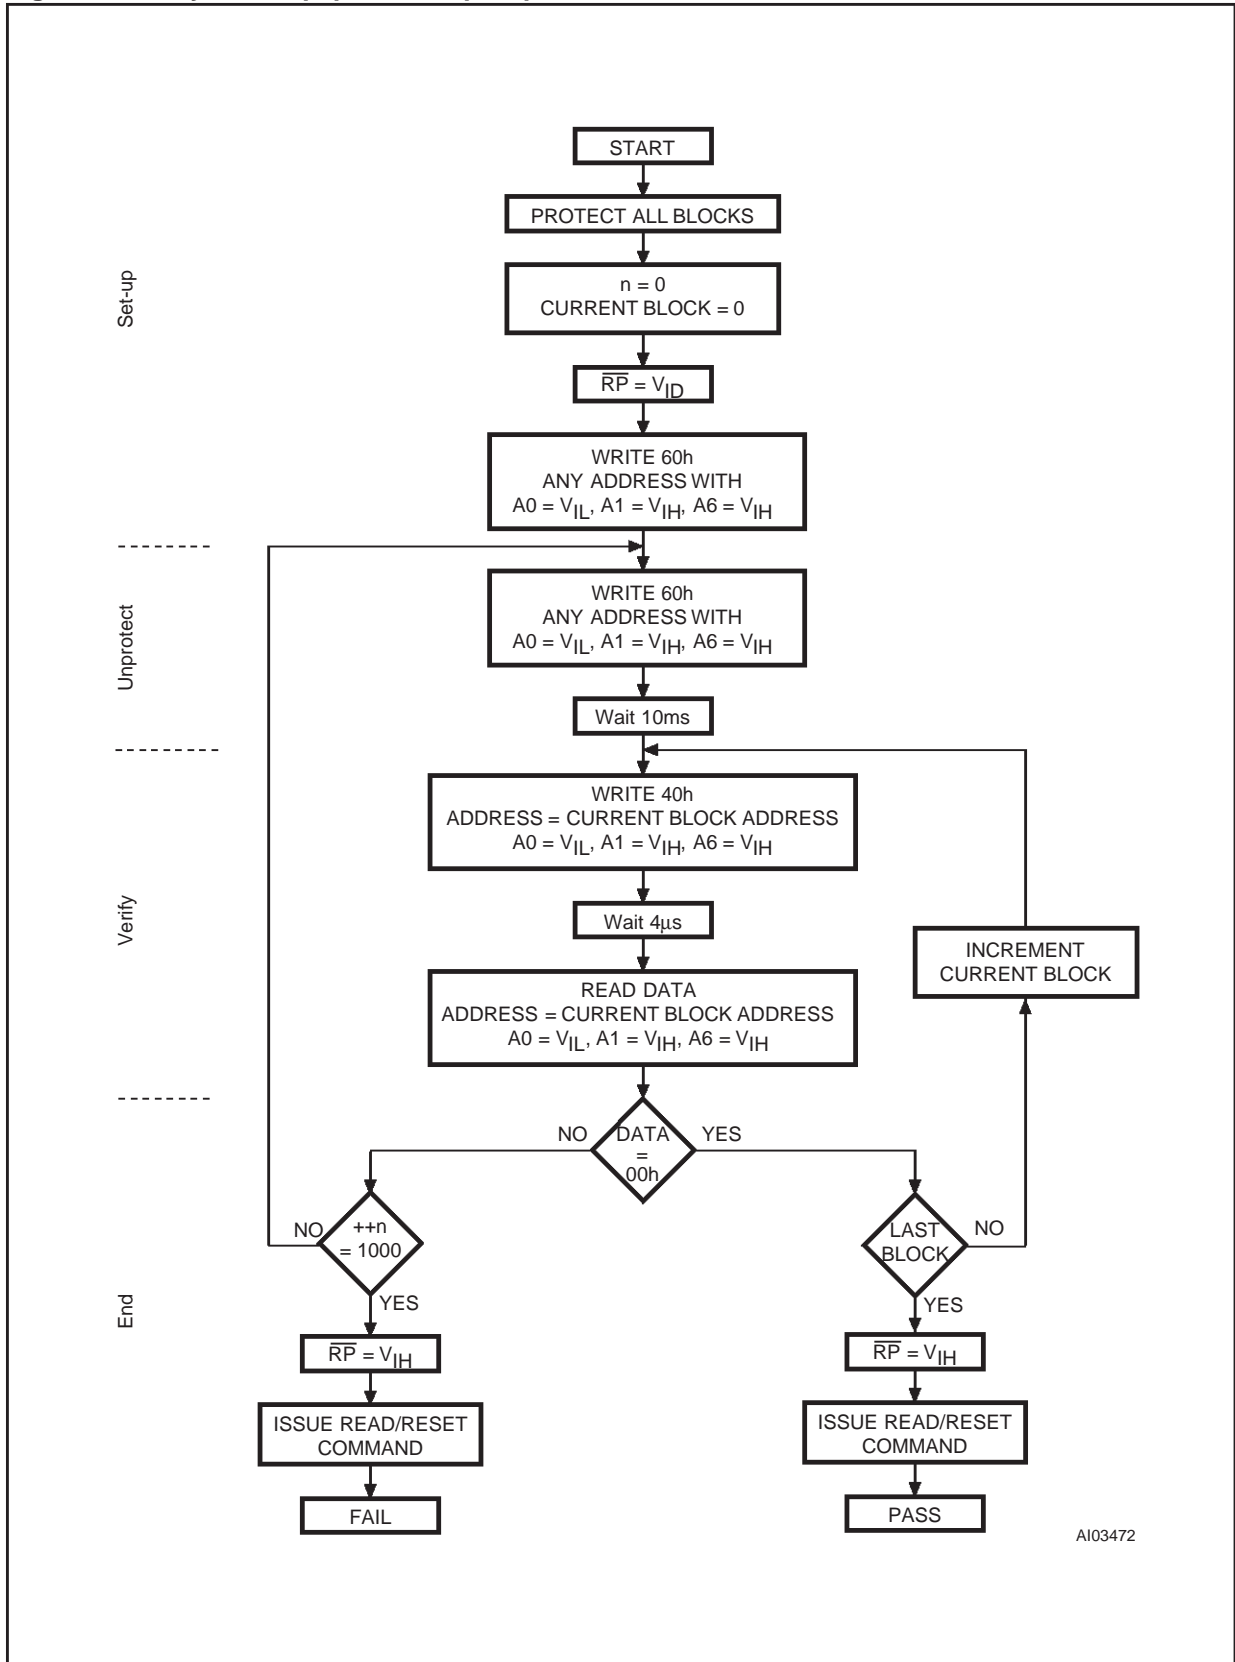 START
PROTECT ALL BLOCKS
Set-up
n = 0
CURRENT BLOCK = 0
RP = VID
WRITE 60h
ANY ADDRESS WITH
A0 = VIL, A1 = VIH, A6 = VIH
Unprotect
WRITE 60h
ANY ADDRESS WITH
A0 = VIL, A1 = VIH, A6 = VIH
Wait 10ms
Verify
WRITE 40h
ADDRESS = CURRENT BLOCK ADDRESS
A0 = VIL, A1 = VIH, A6 = VIH
Wait 4µs
INCREMENT
CURRENT BLOCK
READ DATA
ADDRESS = CURRENT BLOCK ADDRESS
A0 = VIL, A1 = VIH, A6 = VIH
End
NO
DATA
=
00h
YES
NO
++n
= 1000
YES
LAST
BLOCK
NO
YES
RP = VIH
RP = VIH
ISSUE READ/RESET
COMMAND
ISSUE READ/RESET
COMMAND
FAIL
PASS
AI03472